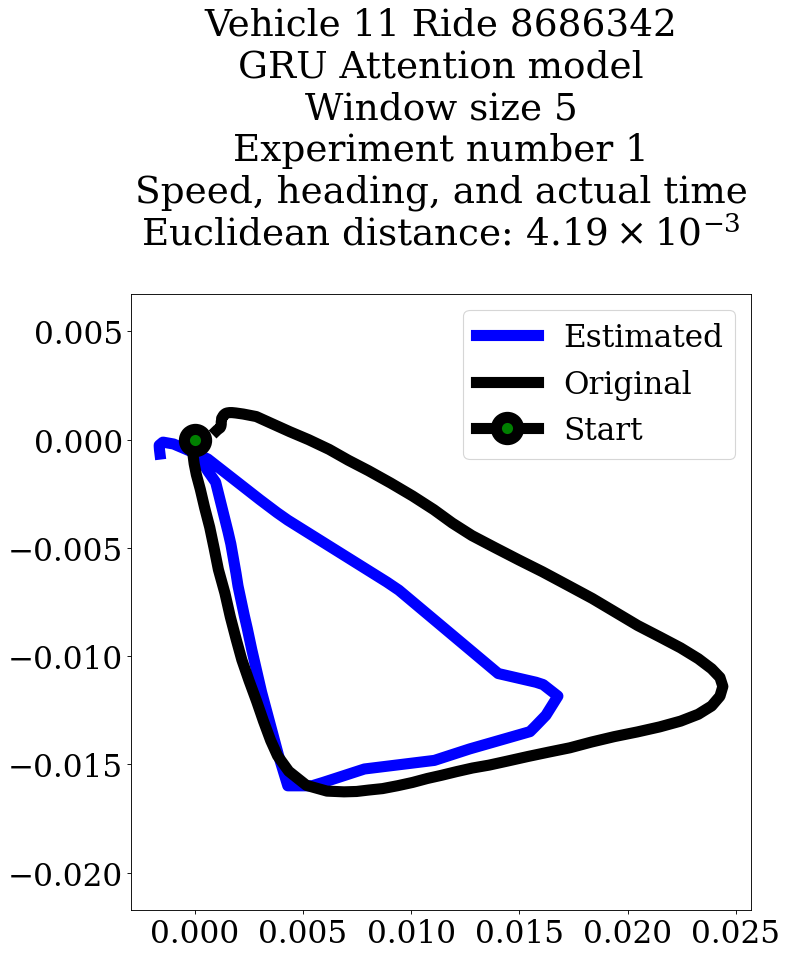 Vehicle 11 Ride 8686342
GRU Attention model
Window size 5
Experiment number 1
Speed, heading, and actual time
Euclidean distance: 4.19 × 10⁻³
Estimated
Original
Start
0.005
0.000
−0.005
−0.010
−0.015
−0.020
0.000 0.005 0.010 0.015 0.020 0.025